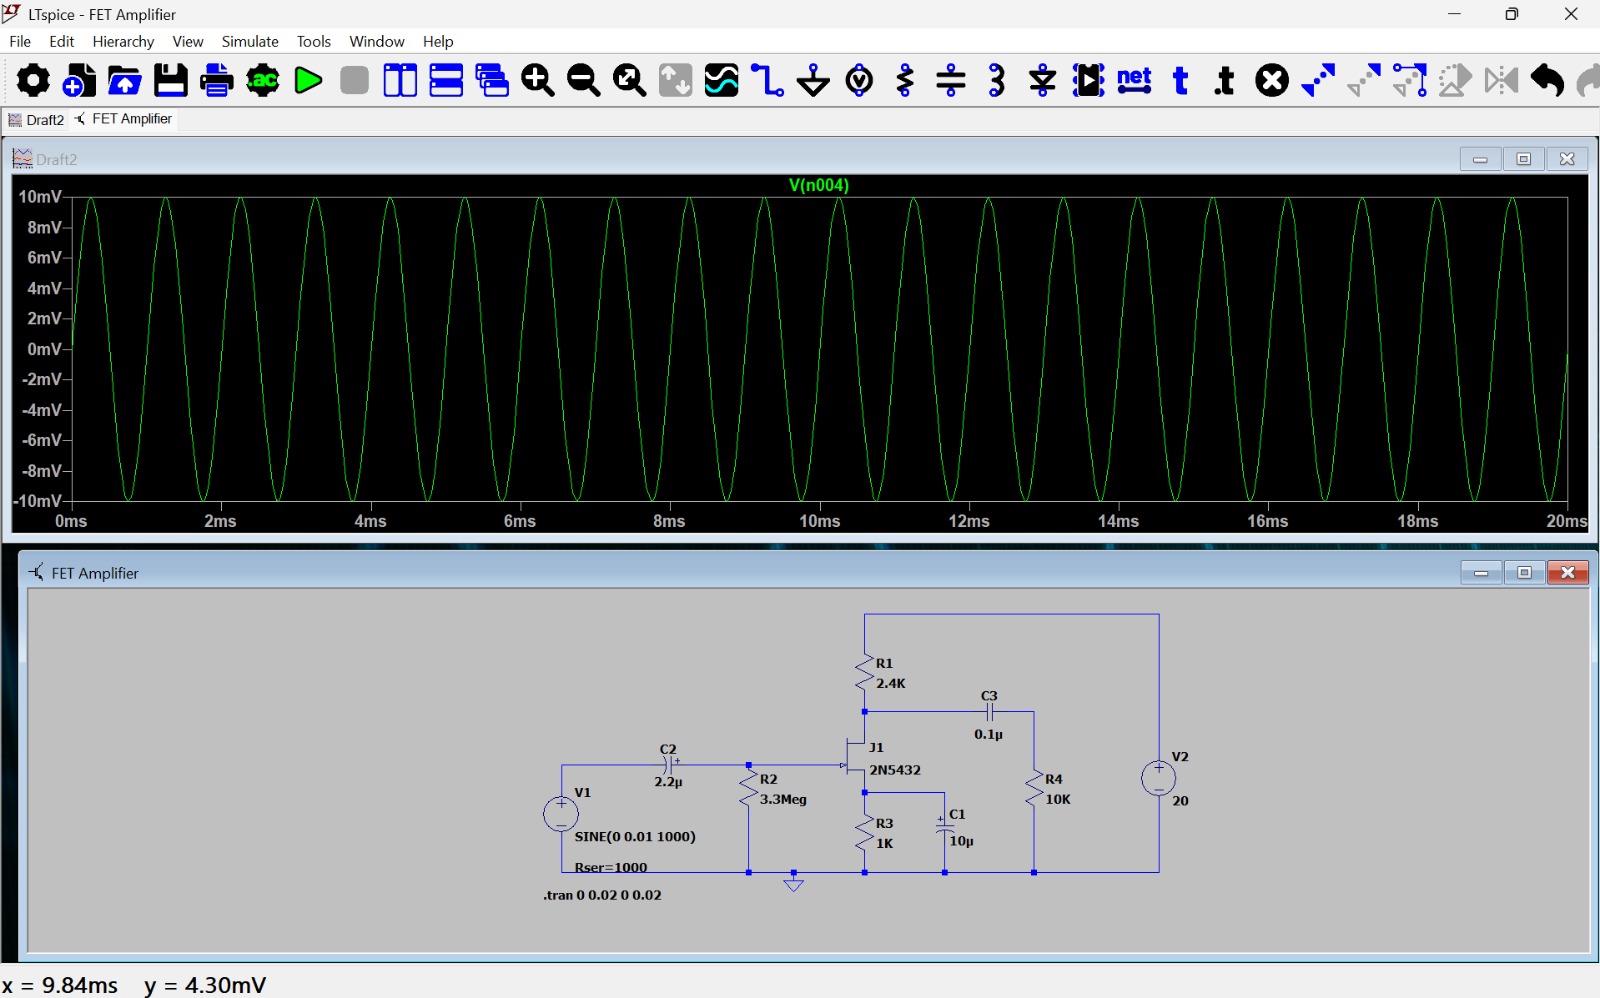 LTspice - FET Amplifier
File Edit Hierarchy View Simulate Tools Window Help
.ac net t .t
Draft2 FET Amplifier
Draft2
V(n004)
10mV
8mV
6mV
4mV
2mV
0mV
-2mV
-4mV
-6mV
-8mV
-10mV
0ms 2ms 4ms 6ms 8ms 10ms 12ms 14ms 16ms 18ms 20ms
FET Amplifier
R1
2.4K
C3
0.1µ
J1
2N5432
C2
2.2µ
V2
20
R2
3.3Meg
R4
10K
V1
SINE(0 0.01 1000)
Rser=1000
R3
1K
C1
10µ
.tran 0 0.02 0 0.02
x = 9.84ms y = 4.30mV